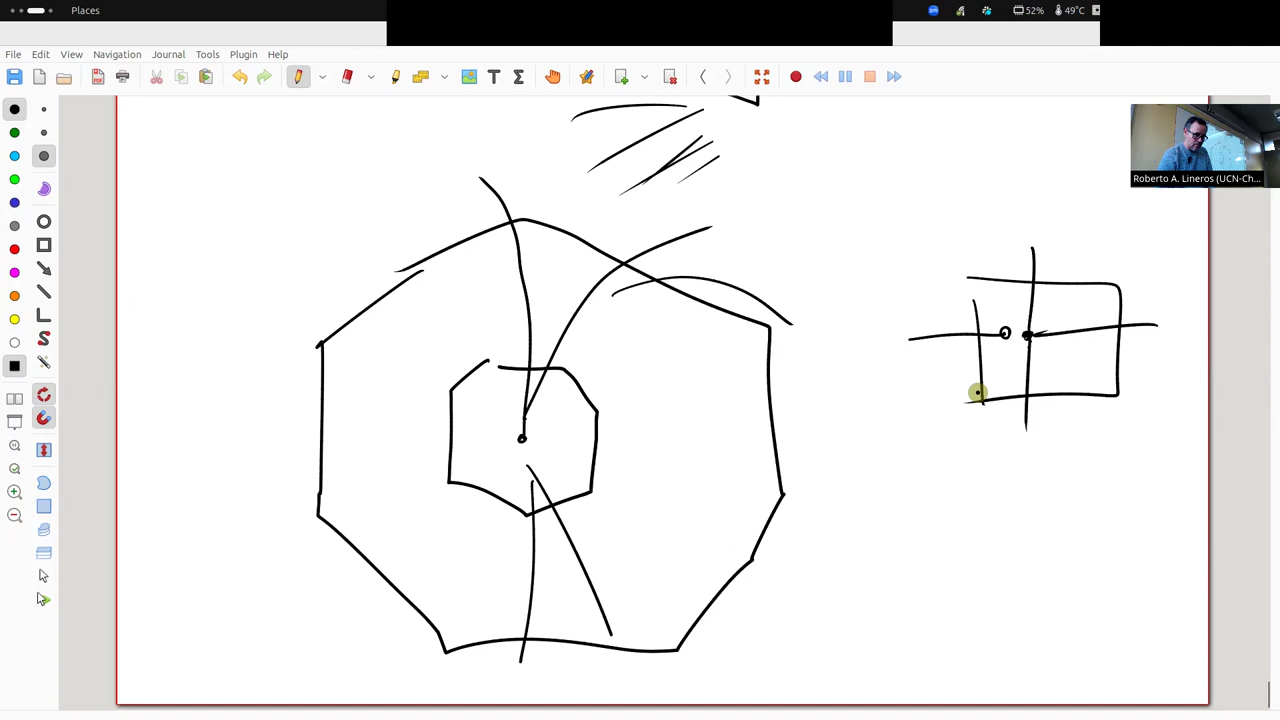 Places
52% 49°C
File Edit View Navigation Journal Tools Plugin Help
Roberto A. Lineros (UCN-Ch...